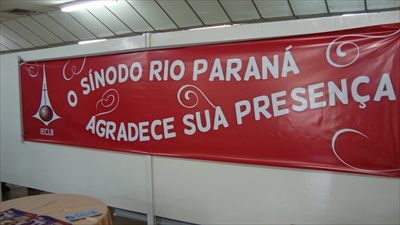 O SÍNODO RIO PARANÁ
AGRADECE SUA PRESENÇA
IECLB